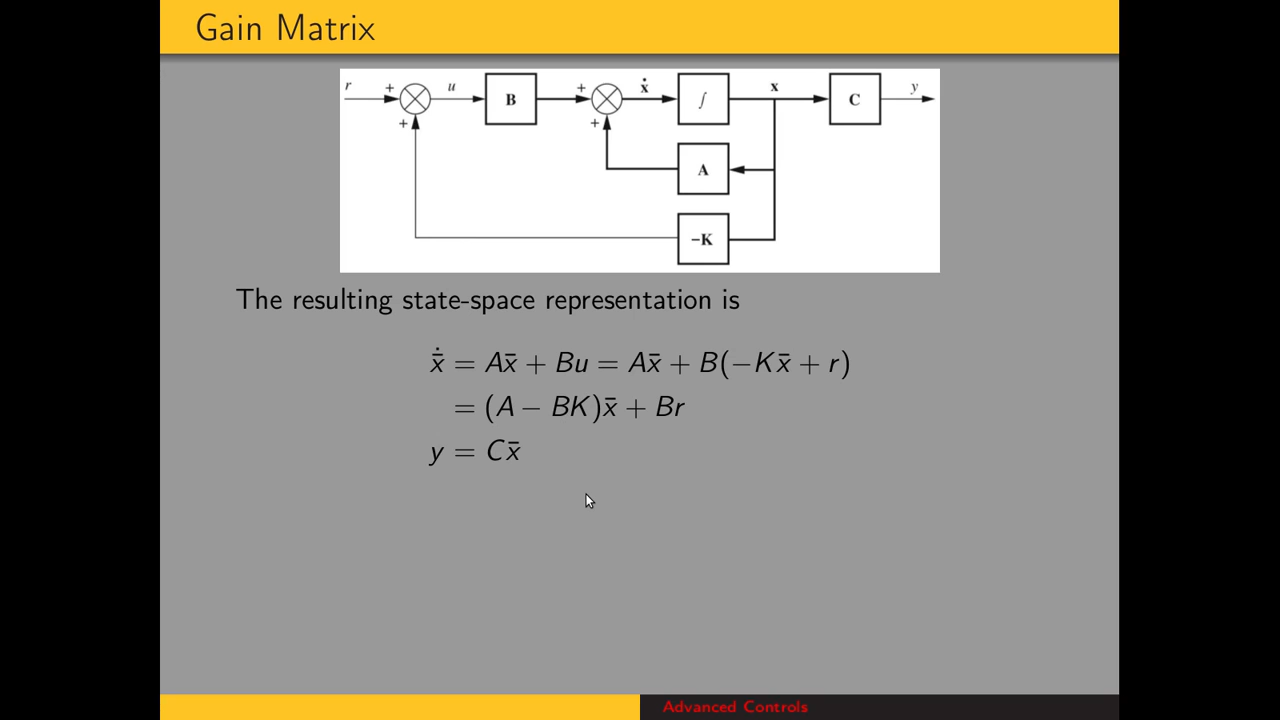 Gain Matrix
r + u B + ẋ ∫ x C y
+ + A
−K
The resulting state-space representation is
ẋ̄ = Ax̄ + Bu = Ax̄ + B(−Kx̄ + r)
= (A − BK)x̄ + Br
y = Cx̄
Advanced Controls